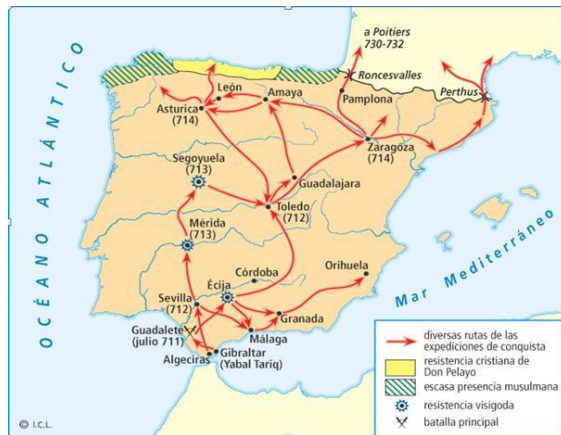 a Poitiers
730-732
Roncesvalles
León
Amaya
Asturica
(714)
Pamplona
Perthus
Zaragoza
(714)
Segoyuela
(713)
Guadalajara
Toledo
(712)
OCÉANO ATLÁNTICO
Mérida
(713)
Mar Mediterráneo
Orihuela
Córdoba
Écija
Sevilla
(712)
Granada
Guadalete
(julio 711)
Málaga
Algeciras
Gibraltar
(Yabal Tariq)
diversas rutas de las
expediciones de conquista
resistencia cristiana de
Don Pelayo
escasa presencia musulmana
resistencia visigoda
batalla principal
© I.C.L.